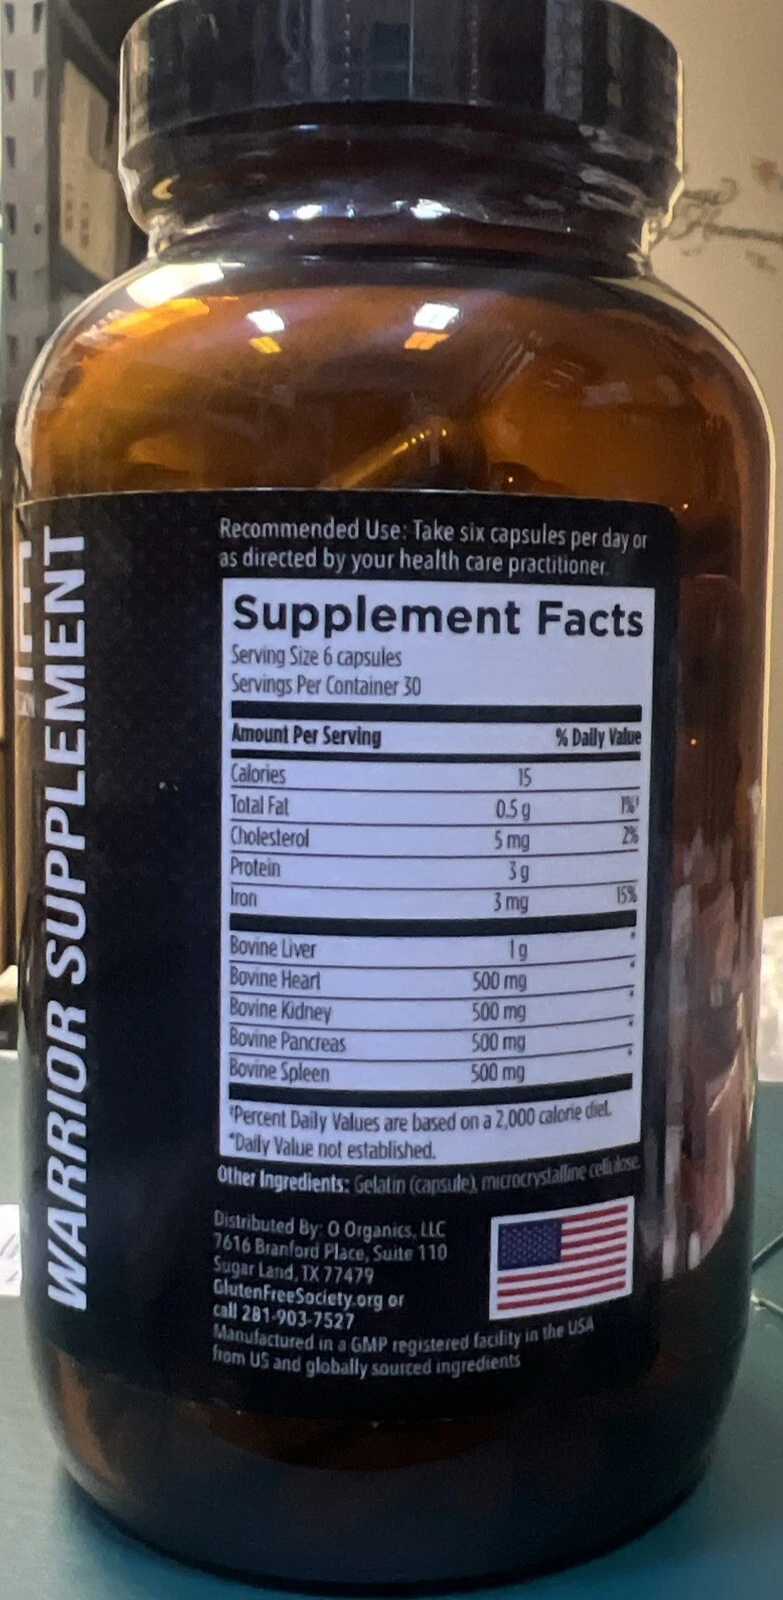 Recommended Use: Take six capsules per day or
as directed by your health care practitioner.
Supplement Facts
Serving Size 6 capsules
Servings Per Container 30
Amount Per Serving % Daily Value
Calories 15
Total Fat 0.5 g 1%†
Cholesterol 5 mg 2%
Protein 3 g
Iron 3 mg 15%
Bovine Liver 1 g *
Bovine Heart 500 mg *
Bovine Kidney 500 mg *
Bovine Pancreas 500 mg *
Bovine Spleen 500 mg *
†Percent Daily Values are based on a 2,000 calorie diet.
*Daily Value not established.
Other Ingredients: Gelatin (capsule), microcrystalline cellulose.
Distributed By: O Organics, LLC
7616 Branford Place, Suite 110
Sugar Land, TX 77479
GlutenFreeSociety.org or
call 281-903-7527
Manufactured in a GMP registered facility in the USA
from US and globally sourced ingredients
WARRIOR SUPPLEMENT